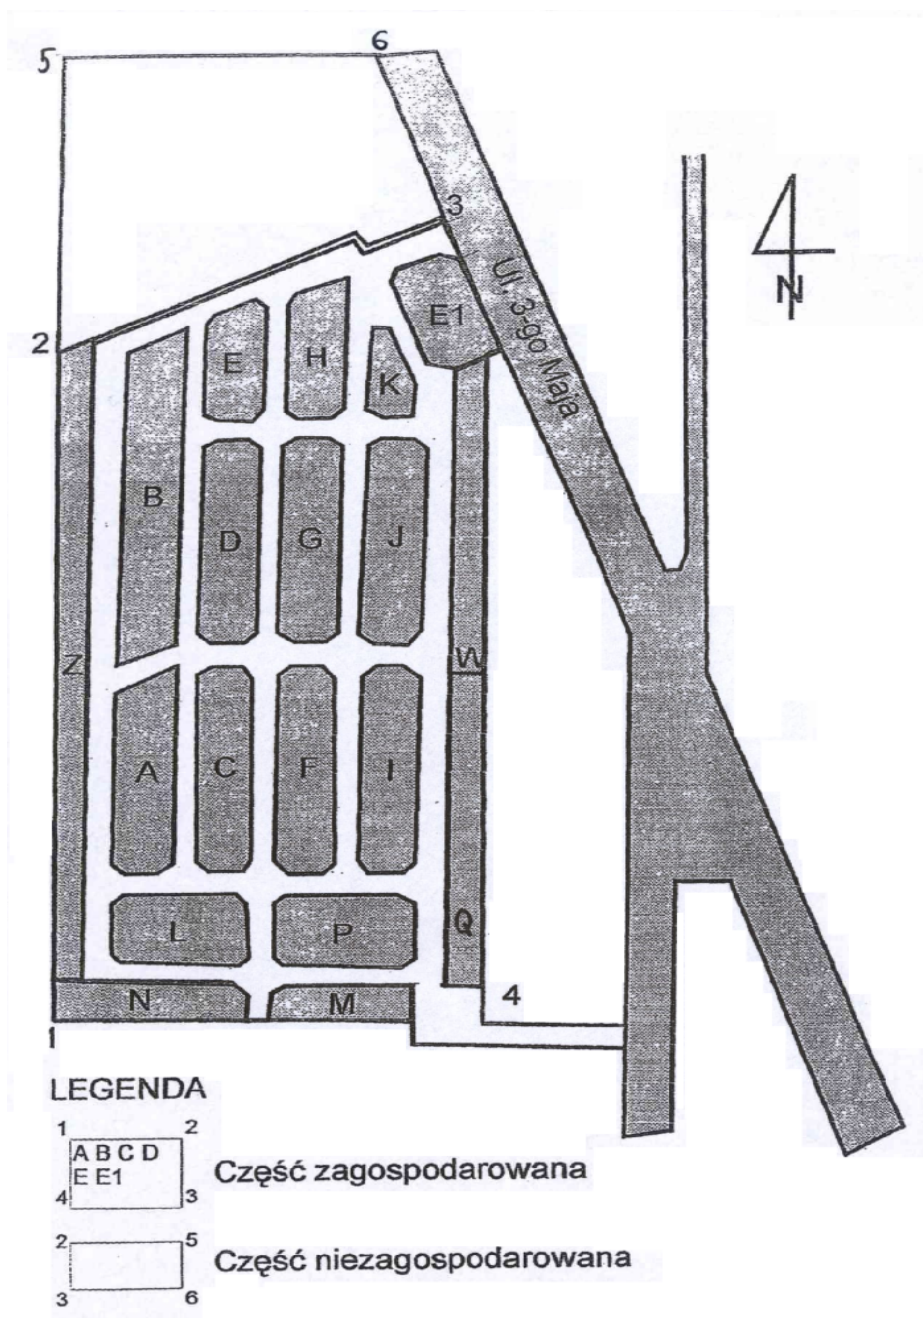 6
5
3
Ul. 3-go Maja
N
E1
2
E
H
K
B
D
G
J
Z
W
A
C
F
I
L
P
Q
N
M
4
1
LEGENDA
1 2
A B C D
E E1
4 3
Część zagospodarowana
2 5
Część niezagospodarowana
3 6